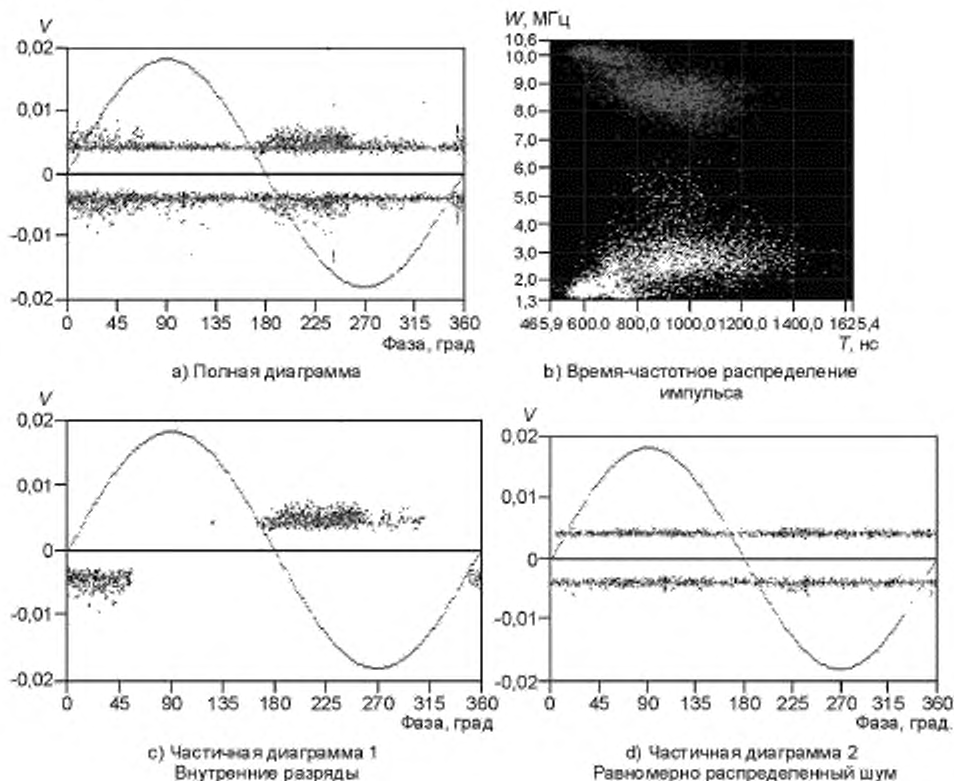 V
0,02
0,01
0
-0,01
-0,02
0 45 90 135 180 225 270 315 360
Фаза, град
а) Полная диаграмма
W, МГц
10,6
10,0
9,0
8,0
7,0
6,0
5,0
4,0
3,0
2,0
1,3
465,9 600.0 800,0 1000,0 1200,0 1400,0 1625,4
T, нс
b) Время-частотное распределение
импульса
V
0,02
0,01
0
-0,01
-0,02
0 45 90 135 180 225 270 315 360
Фаза, град
c) Частичная диаграмма 1
Внутренние разряды
V
0,02
0,01
0
-0,01
-0,02
0 45 90 135 180 225 270 315 360
Фаза, град.
d) Частичная диаграмма 2
Равномерно распределенный шум